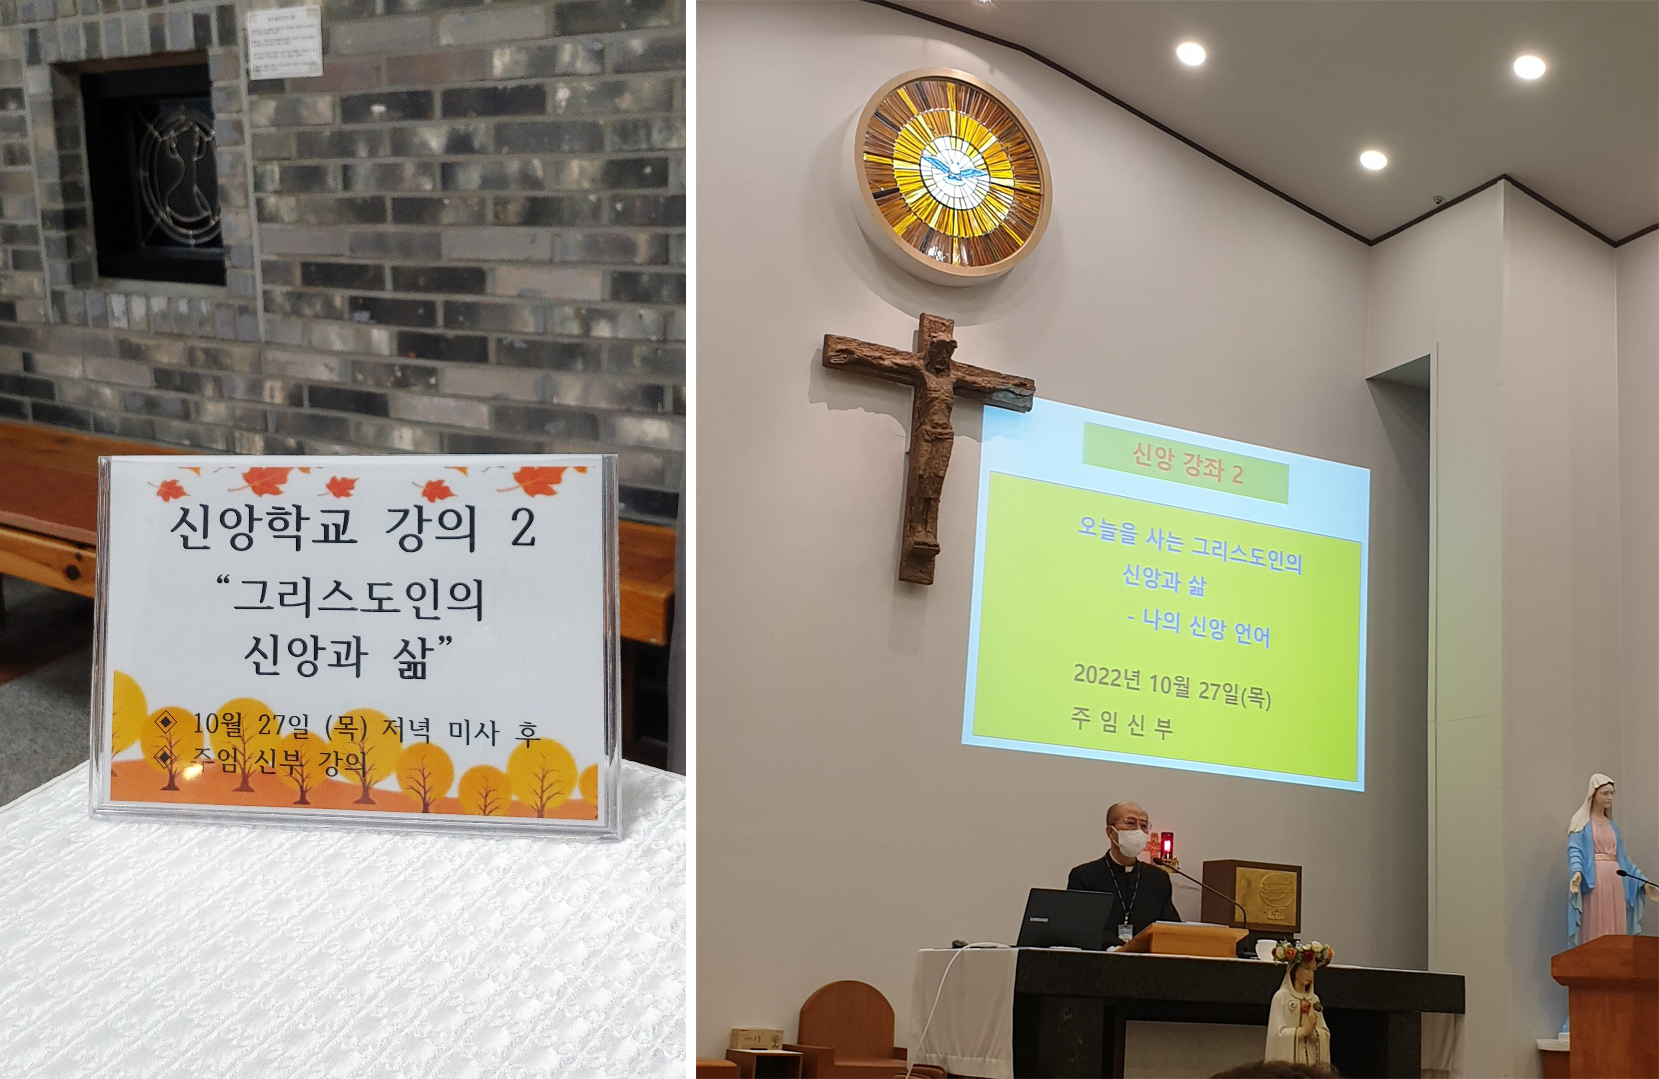 신앙학교 강의 2
“그리스도인의
신앙과 삶”
10월 27일 (목) 저녁 미사 후
주임 신부 강의
신앙 강좌 2
오늘을 사는 그리스도인의
신앙과 삶
- 나의 신앙 언어
2022년 10월 27일(목)
주 임 신 부
SAMSUNG